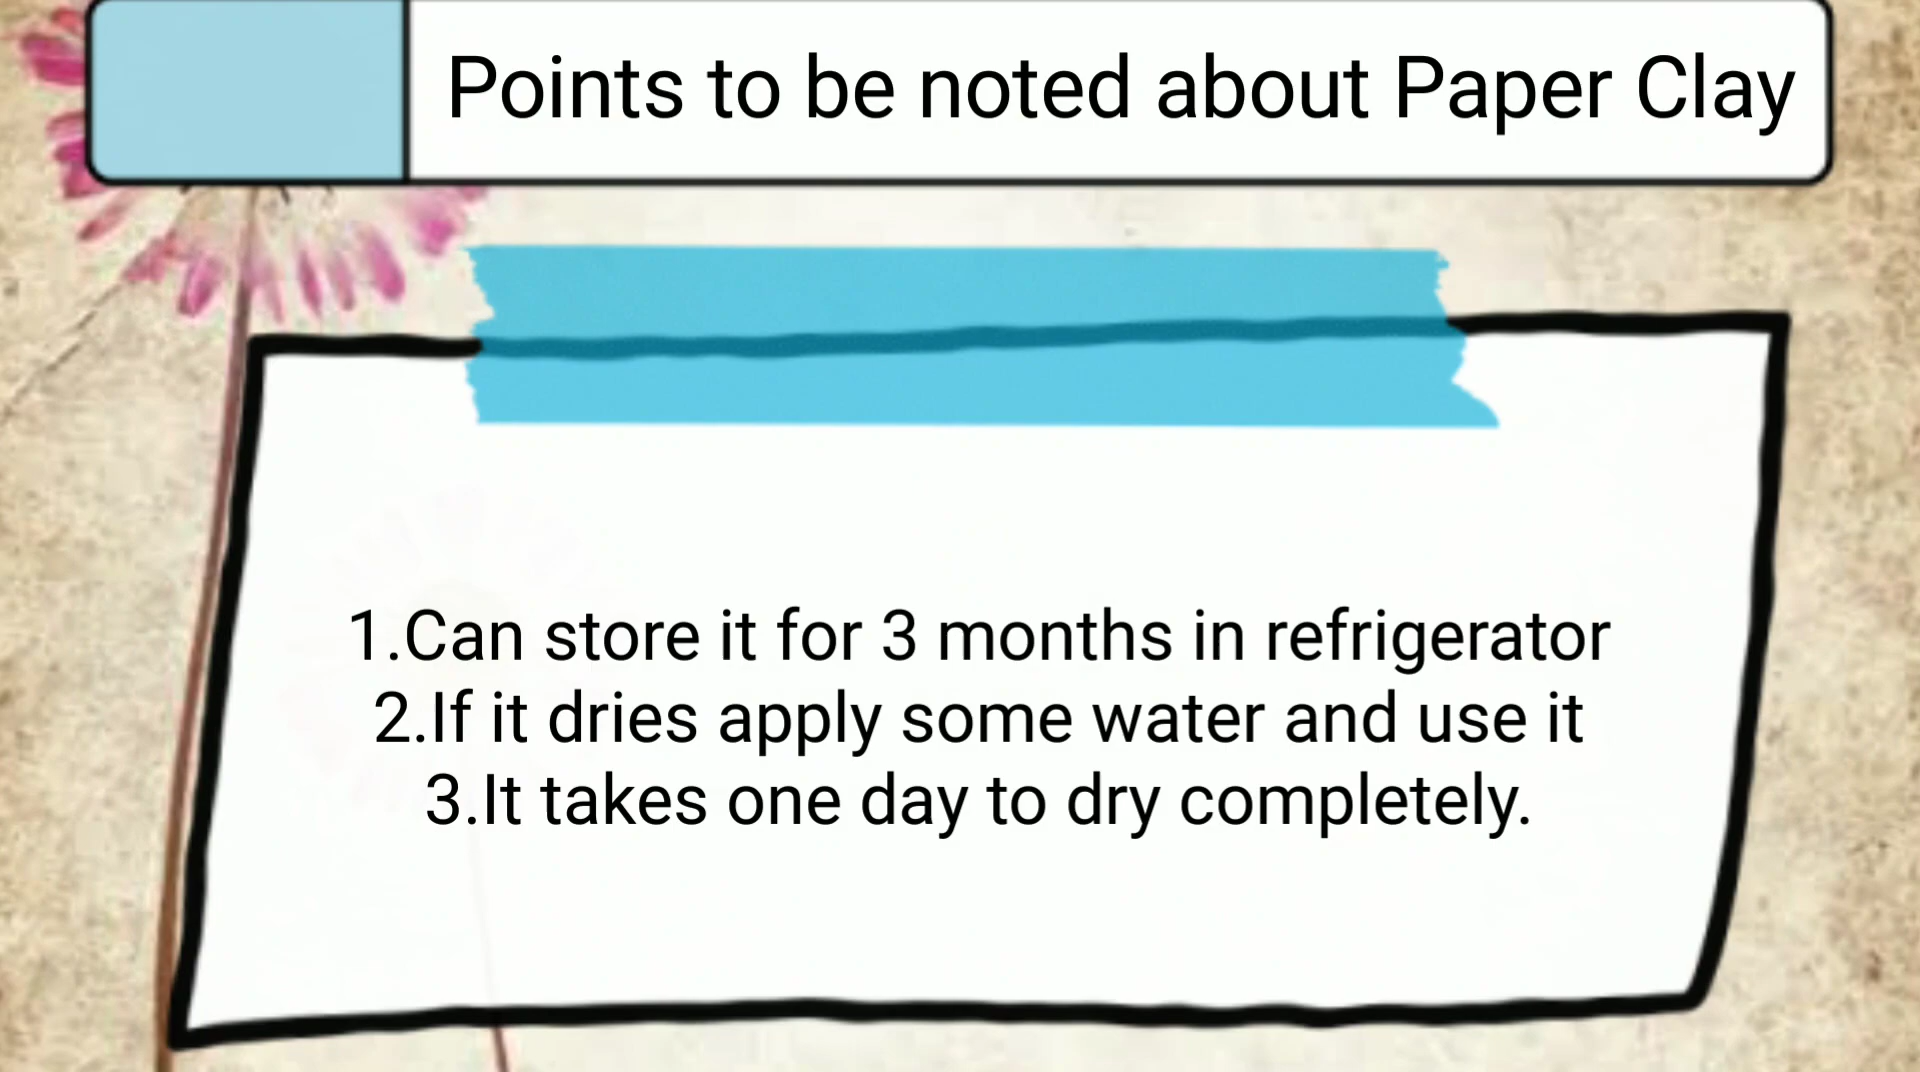 Points to be noted about Paper Clay
1.Can store it for 3 months in refrigerator
2.If it dries apply some water and use it
3.It takes one day to dry completely.